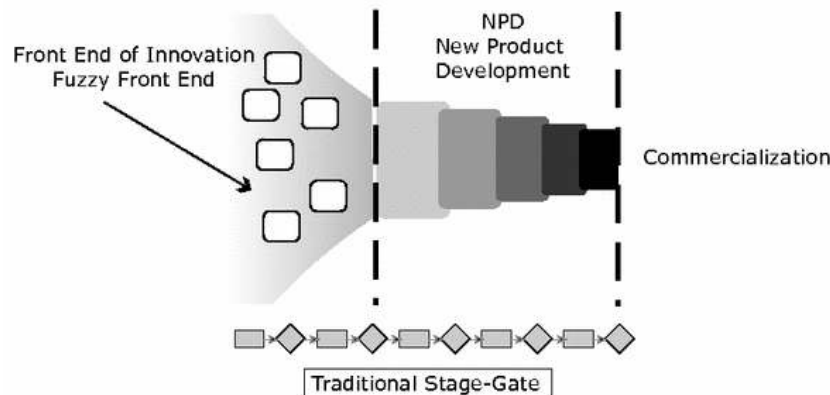 Front End of Innovation
Fuzzy Front End
NPD
New Product
Development
Commercialization
Traditional Stage-Gate